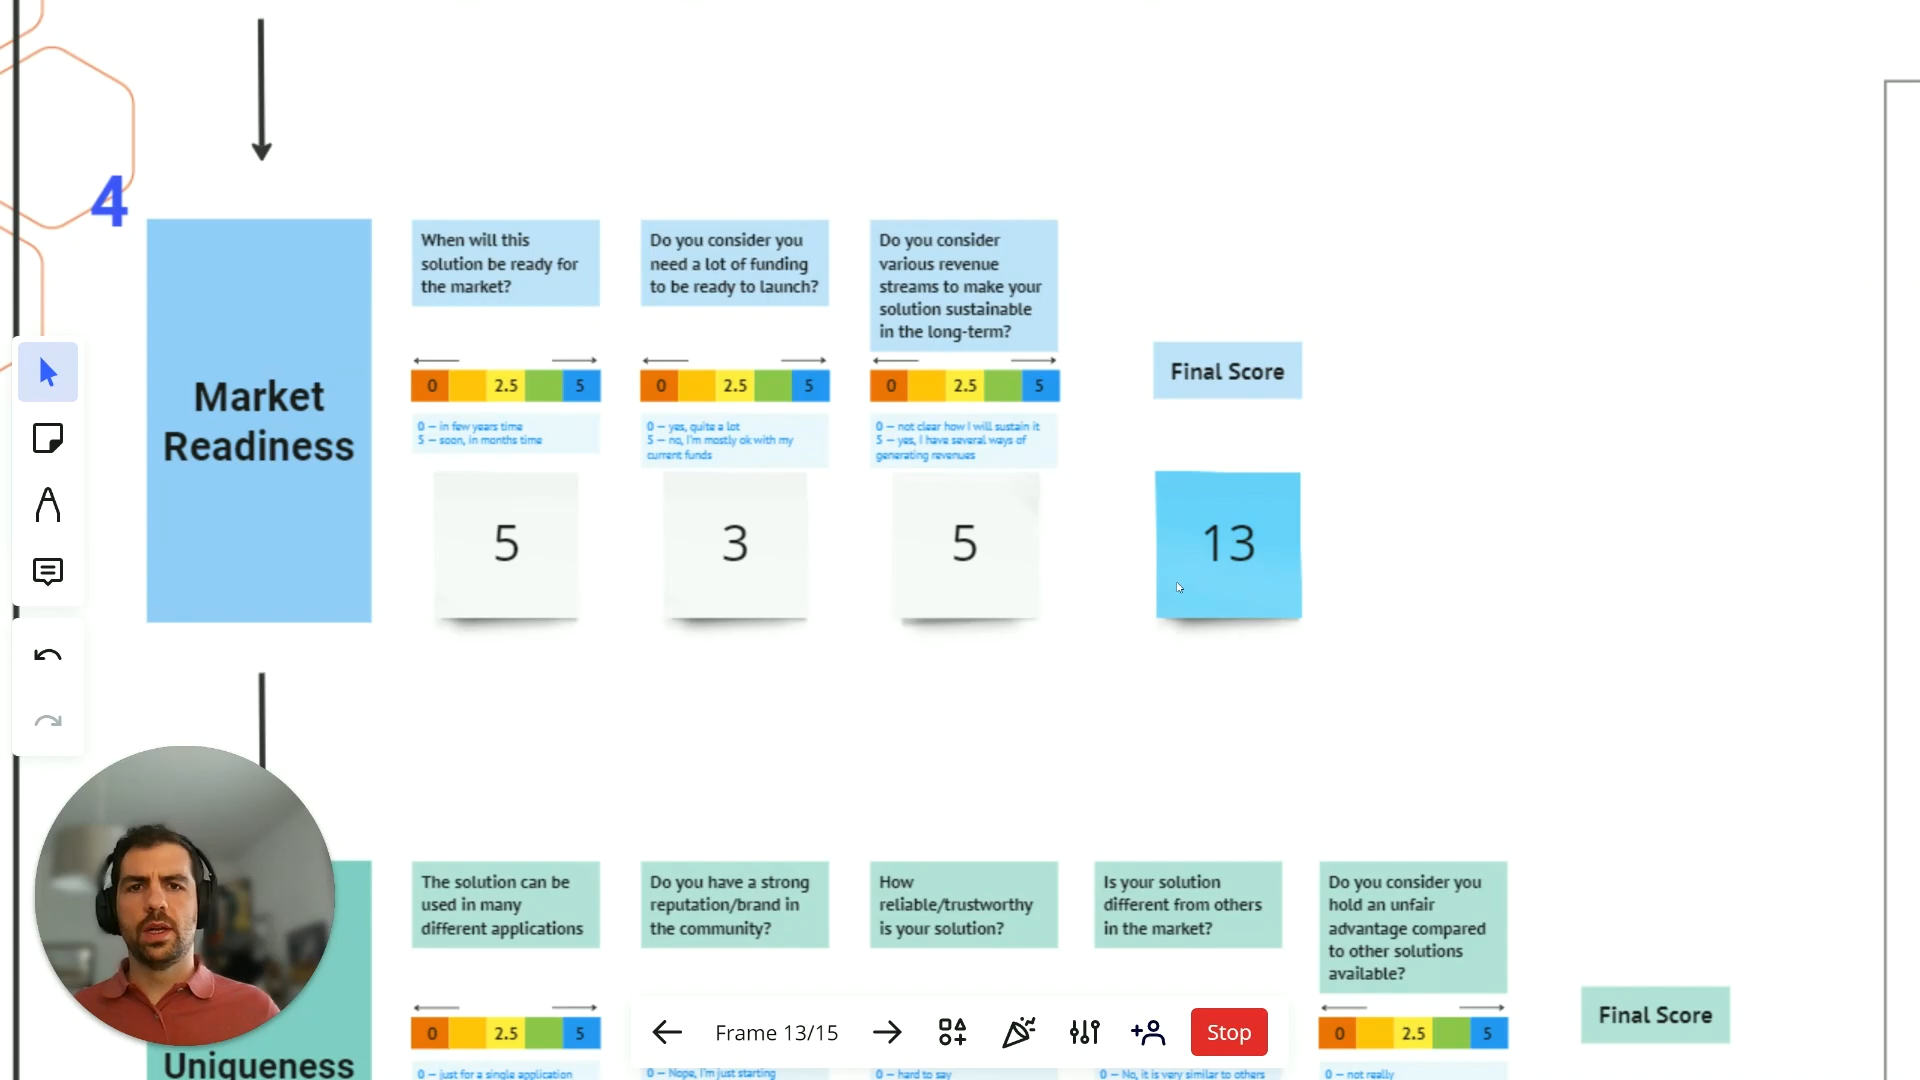 4
Market
Readiness
When will this
solution be ready for
the market?
0 2.5 5
0 – in few years time
5 – soon, in months time
5
Do you consider you
need a lot of funding
to be ready to launch?
0 2.5 5
0 – yes, quite a lot
5 – no, I'm mostly ok with my
current funds
3
Do you consider
various revenue
streams to make your
solution sustainable
in the long-term?
0 2.5 5
0 – not clear how I will sustain it
5 – yes, I have several ways of
generating revenues
5
Final Score
13
Uniqueness
The solution can be
used in many
different applications
0 2.5 5
0 – just for a single application
Do you have a strong
reputation/brand in
the community?
0 – Nope, I'm just starting
How
reliable/trustworthy
is your solution?
0 – hard to say
Is your solution
different from others
in the market?
0 – No, it is very similar to others
Do you consider you
hold an unfair
advantage compared
to other solutions
available?
0 2.5 5
0 – not really
Final Score
Frame 13/15
Stop